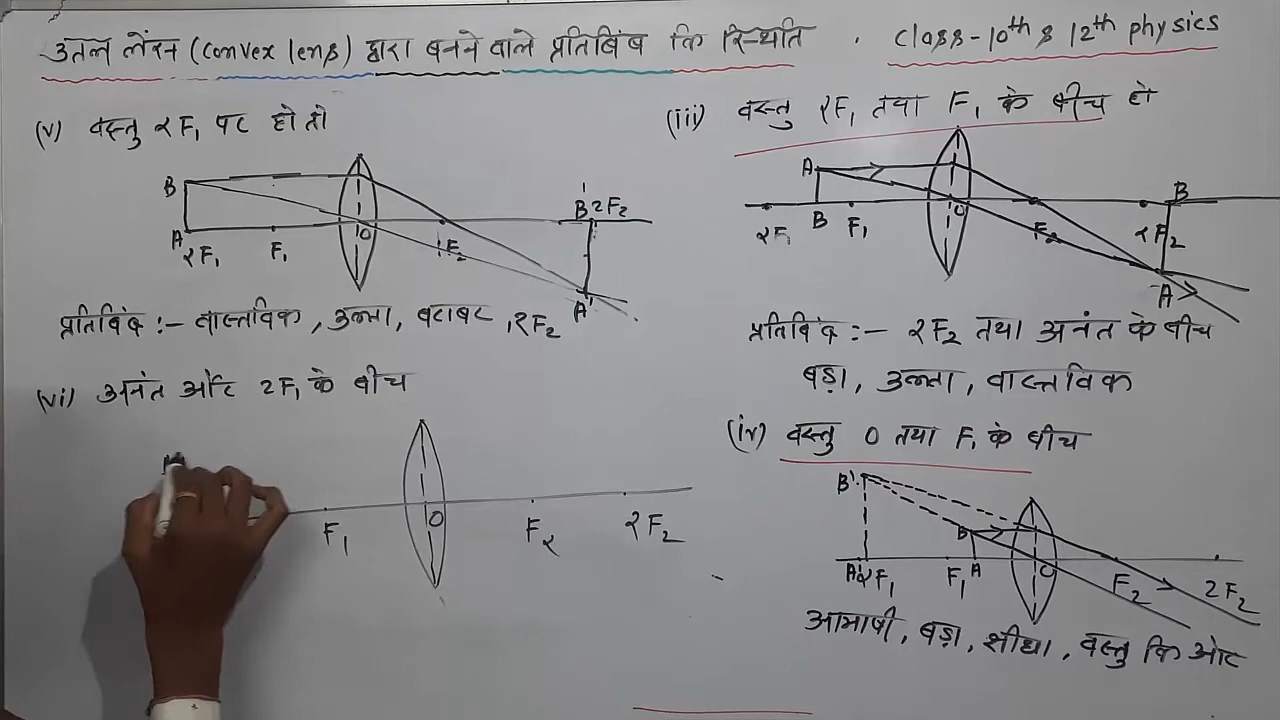 उतल लेंस (convex lens) द्वारा बनने वाले प्रतिबिंब कि स्थिति . class-10th & 12th physics
(v) वस्तु 2F₁ पर हो तो
B
A
2F₁ F₁ O F₂ B' 2F₂
A'
प्रतिबिंब :- वास्तविक, उल्टा, बराबर, 2F₂
(vi) अनंत और 2F₁ के बीच
F₁ O F₂ 2F₂
(iii) वस्तु 2F₁ तथा F₁ के बीच हो
A
2F₁ B F₁ O F₂ 2F₂ B
A
प्रतिबिंब :- 2F₂ तथा अनंत के बीच
बड़ा, उल्टा, वास्तविक
(iv) वस्तु O तथा F₁ के बीच
B'
B
A' 2F₁ F₁ A O F₂ 2F₂
आभाषी, बड़ा, सीधा, वस्तु कि ओर